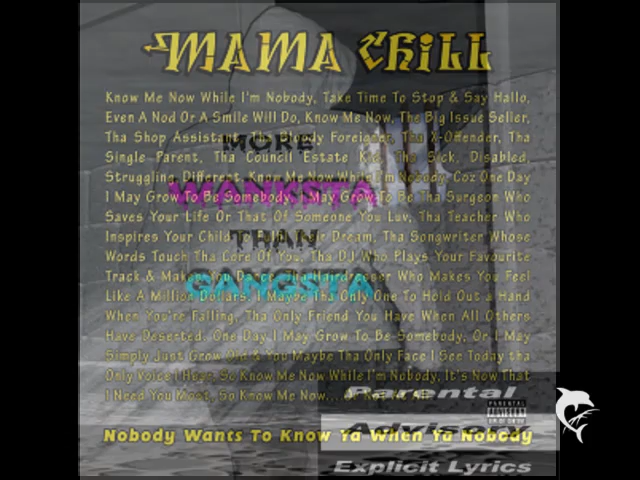 MAMA CHILL
Know Me Now While I'm Nobody, Take Time To Stop & Say Hallo,
Even A Nod Or A Smile Will Do, Know Me Now, The Big Issue Seller,
Tha Shop Assistant, Tha Bloody Foreigner, Tha X-Offender, Tha
Single Parent, Tha Council Estate Kid, Tha Sick, Disabled,
Struggling, Different, Know Me Now While I'm Nobody, Coz One Day
I May Grow To Be Somebody, I May Grow To Be Tha Surgeon Who
Saves Your Life Or That Of Someone You Luv, Tha Teacher Who
Inspires Your Child To Fulfil Their Dream, Tha Songwriter Whose
Words Touch Tha Core Of You, Tha DJ Who Plays Your Favourite
Track & Makes You Dance, Tha Hairdresser Who Makes You Feel
Like A Million Dollars, I Maybe Tha Only One To Hold Out a Hand
When You're Falling, Tha Only Friend You Have When All Others
Have Deserted, One Day I May Grow To Be Somebody, Or I May
Simply Just Grow Old & You Maybe Tha Only Face I See Today tha
Only Voice I Hear, So Know Me Now While I'm Nobody, It's Now That
I Need You Most, So Know Me Now... Or Not At All
Nobody Wants To Know Ya When Ya Nobody
MORE
WANKSTA
THAN
GANGSTA
Parental
Advisory
Explicit Lyrics
PARENTAL